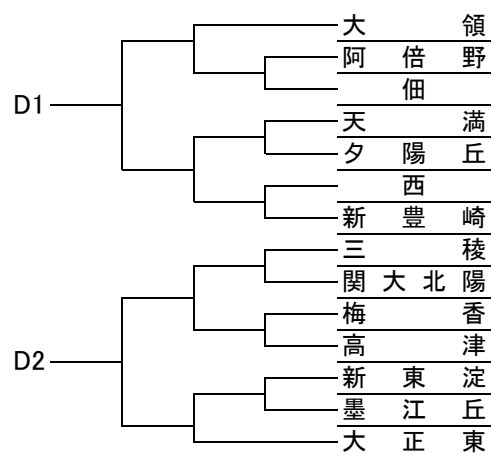 大領
阿倍野
佃
D1
天満
夕陽丘
西
新豊崎
三稜
関大北陽
梅香
高津
D2
新東淀
墨江丘
大正東